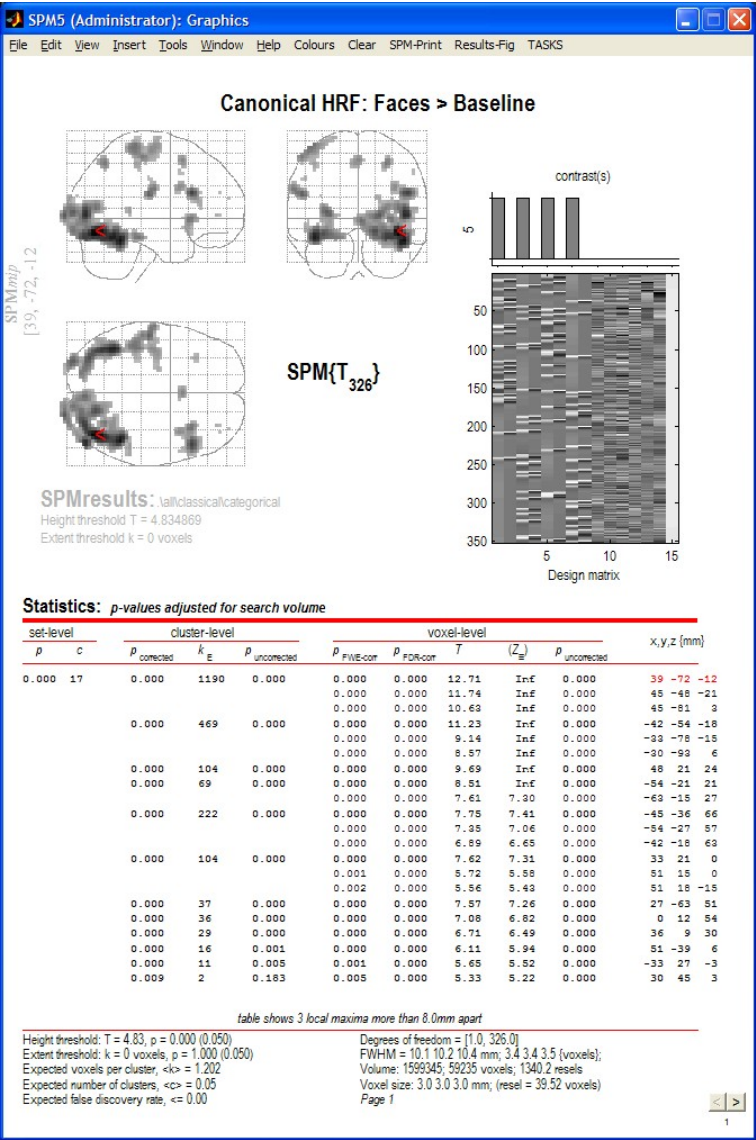 SPM5 (Administrator): Graphics
File Edit View Insert Tools Window Help Colours Clear SPM-Print Results-Fig TASKS
Canonical HRF: Faces > Baseline
SPMmip
[39, -72, -12]
SPM{T326}
contrast(s)
5
50
100
150
200
250
300
350
5 10 15
Design matrix
SPMresults: .\all\classical\categorical
Height threshold T = 4.834869
Extent threshold k = 0 voxels
Statistics: p-values adjusted for search volume
set-level cluster-level voxel-level x,y,z {mm}
p c p corrected k E p uncorrected p FWE-corr p FDR-corr T (Z≡) p uncorrected
0.000 17 0.000 1190 0.000 0.000 0.000 12.71 Inf 0.000 39 -72 -12
0.000 0.000 11.74 Inf 0.000 45 -48 -21
0.000 0.000 10.63 Inf 0.000 45 -81 3
0.000 469 0.000 0.000 0.000 11.23 Inf 0.000 -42 -54 -18
0.000 0.000 9.14 Inf 0.000 -33 -78 -15
0.000 0.000 8.57 Inf 0.000 -30 -93 6
0.000 104 0.000 0.000 0.000 9.69 Inf 0.000 48 21 24
0.000 69 0.000 0.000 0.000 8.51 Inf 0.000 -54 -21 21
0.000 0.000 7.61 7.30 0.000 -63 -15 27
0.000 222 0.000 0.000 0.000 7.75 7.41 0.000 -45 -36 66
0.000 0.000 7.35 7.06 0.000 -54 -27 57
0.000 0.000 6.89 6.65 0.000 -42 -18 63
0.000 104 0.000 0.000 0.000 7.62 7.31 0.000 33 21 0
0.001 0.000 5.72 5.58 0.000 51 15 0
0.002 0.000 5.56 5.43 0.000 51 18 -15
0.000 37 0.000 0.000 0.000 7.57 7.26 0.000 27 -63 51
0.000 36 0.000 0.000 0.000 7.08 6.82 0.000 0 12 54
0.000 29 0.000 0.000 0.000 6.71 6.49 0.000 36 9 30
0.000 16 0.001 0.000 0.000 6.11 5.94 0.000 51 -39 6
0.000 11 0.005 0.001 0.000 5.65 5.52 0.000 -33 27 -3
0.009 2 0.183 0.005 0.000 5.33 5.22 0.000 30 45 3
table shows 3 local maxima more than 8.0mm apart
Height threshold: T = 4.83, p = 0.000 (0.050)
Extent threshold: k = 0 voxels, p = 1.000 (0.050)
Expected voxels per cluster, <k> = 1.202
Expected number of clusters, <c> = 0.05
Expected false discovery rate, <= 0.00
Degrees of freedom = [1.0, 326.0]
FWHM = 10.1 10.2 10.4 mm; 3.4 3.4 3.5 {voxels};
Volume: 1599345; 59235 voxels; 1340.2 resels
Voxel size: 3.0 3.0 3.0 mm; (resel = 39.52 voxels)
Page 1
< >
1